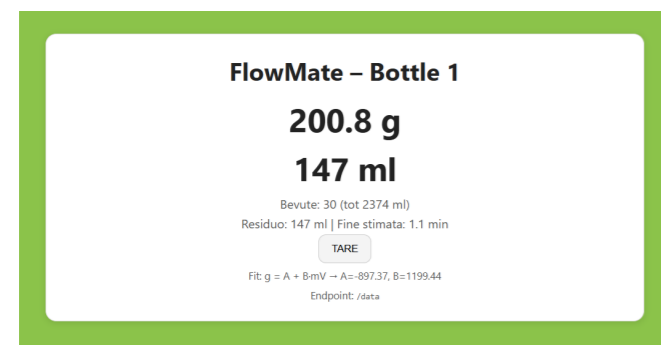 FlowMate – Bottle 1
200.8 g
147 ml
Bevute: 30 (tot 2374 ml)
Residuo: 147 ml | Fine stimata: 1.1 min
TARE
Fit: g = A + B·mV → A=-897.37, B=1199.44
Endpoint: /data